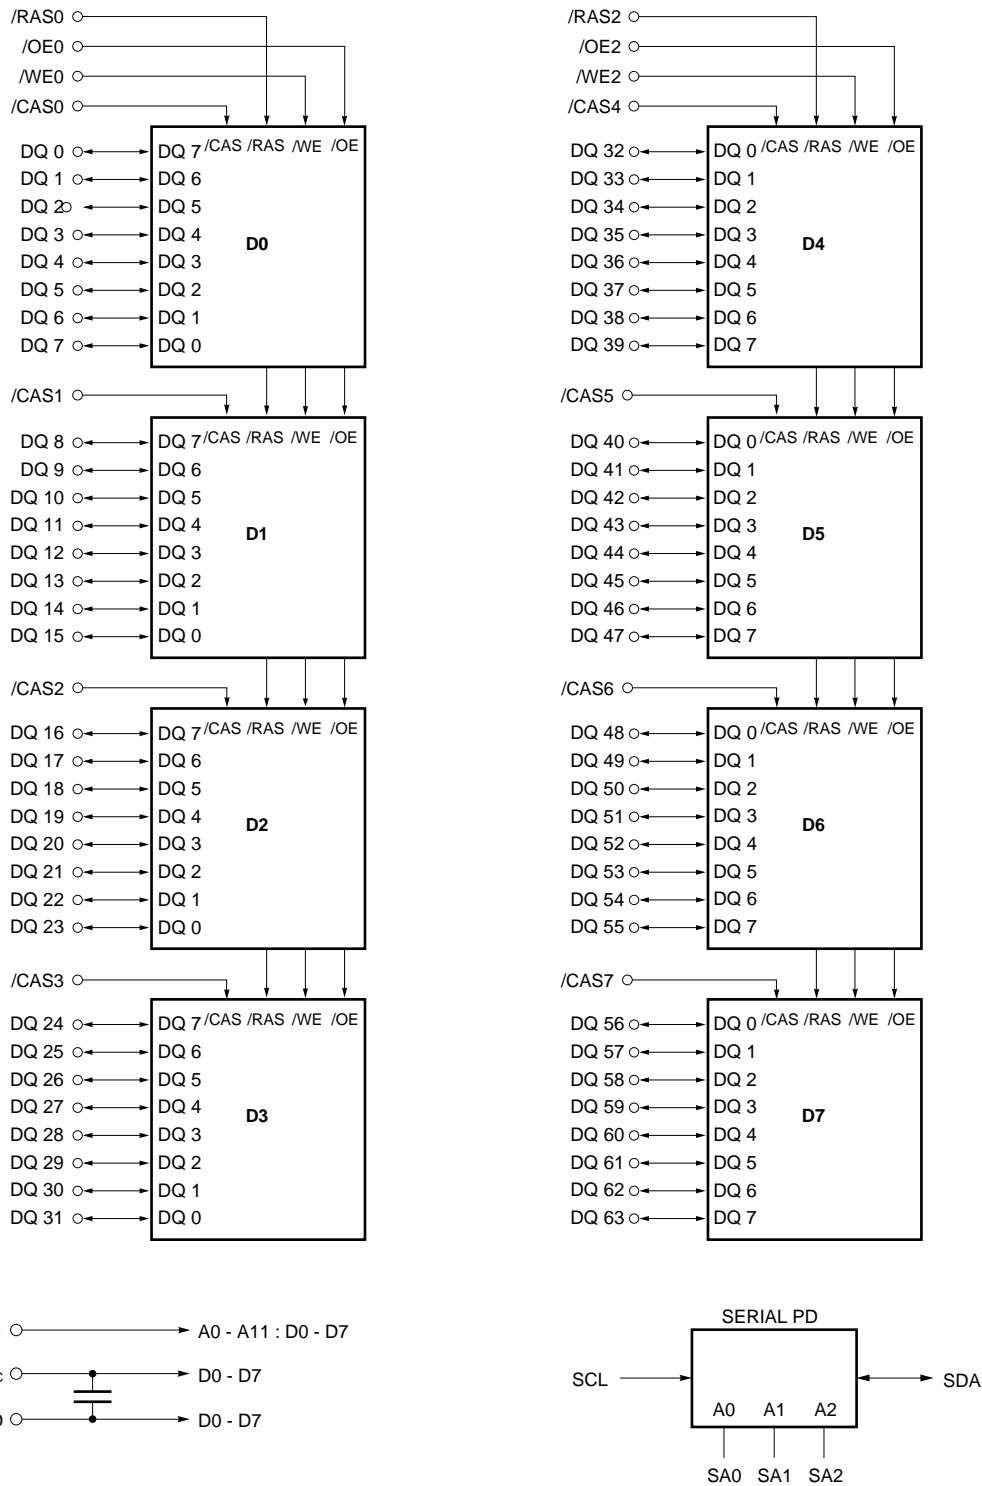 /RAS0
/OE0
/WE0
/CAS0
DQ 0 DQ 7 /CAS /RAS /WE /OE
DQ 1 DQ 6
DQ 2 DQ 5
DQ 3 DQ 4
D0
DQ 4 DQ 3
DQ 5 DQ 2
DQ 6 DQ 1
DQ 7 DQ 0
/CAS1
DQ 8 DQ 7 /CAS /RAS /WE /OE
DQ 9 DQ 6
DQ 10 DQ 5
DQ 11 DQ 4
D1
DQ 12 DQ 3
DQ 13 DQ 2
DQ 14 DQ 1
DQ 15 DQ 0
/CAS2
DQ 16 DQ 7 /CAS /RAS /WE /OE
DQ 17 DQ 6
DQ 18 DQ 5
DQ 19 DQ 4
D2
DQ 20 DQ 3
DQ 21 DQ 2
DQ 22 DQ 1
DQ 23 DQ 0
/CAS3
DQ 24 DQ 7 /CAS /RAS /WE /OE
DQ 25 DQ 6
DQ 26 DQ 5
DQ 27 DQ 4
D3
DQ 28 DQ 3
DQ 29 DQ 2
DQ 30 DQ 1
DQ 31 DQ 0
A0 - A11 : D0 - D7
D0 - D7
D0 - D7
/RAS2
/OE2
/WE2
/CAS4
DQ 32 DQ 0 /CAS /RAS /WE /OE
DQ 33 DQ 1
DQ 34 DQ 2
DQ 35 DQ 3
D4
DQ 36 DQ 4
DQ 37 DQ 5
DQ 38 DQ 6
DQ 39 DQ 7
/CAS5
DQ 40 DQ 0 /CAS /RAS /WE /OE
DQ 41 DQ 1
DQ 42 DQ 2
DQ 43 DQ 3
D5
DQ 44 DQ 4
DQ 45 DQ 5
DQ 46 DQ 6
DQ 47 DQ 7
/CAS6
DQ 48 DQ 0 /CAS /RAS /WE /OE
DQ 49 DQ 1
DQ 50 DQ 2
DQ 51 DQ 3
D6
DQ 52 DQ 4
DQ 53 DQ 5
DQ 54 DQ 6
DQ 55 DQ 7
/CAS7
DQ 56 DQ 0 /CAS /RAS /WE /OE
DQ 57 DQ 1
DQ 58 DQ 2
DQ 59 DQ 3
D7
DQ 60 DQ 4
DQ 61 DQ 5
DQ 62 DQ 6
DQ 63 DQ 7
SERIAL PD
SCL SDA
A0 A1 A2
SA0 SA1 SA2